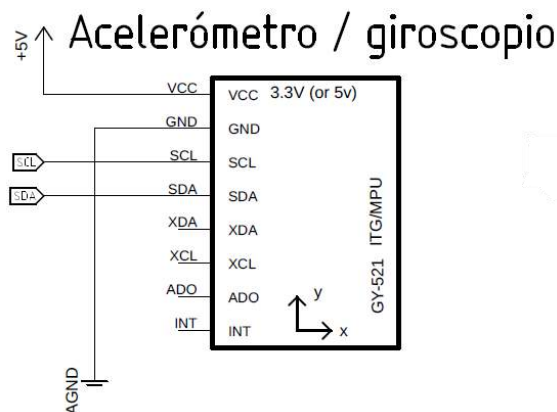 Acelerómetro / giroscopio
+5V
VCC
VCC 3.3V (or 5v)
GND
GND
SCL
SCL
SCL
SDA
SDA
SDA
XDA
XDA
XCL
XCL
ADO
ADO
INT
INT
GY-521 ITG/MPU
y
x
AGND